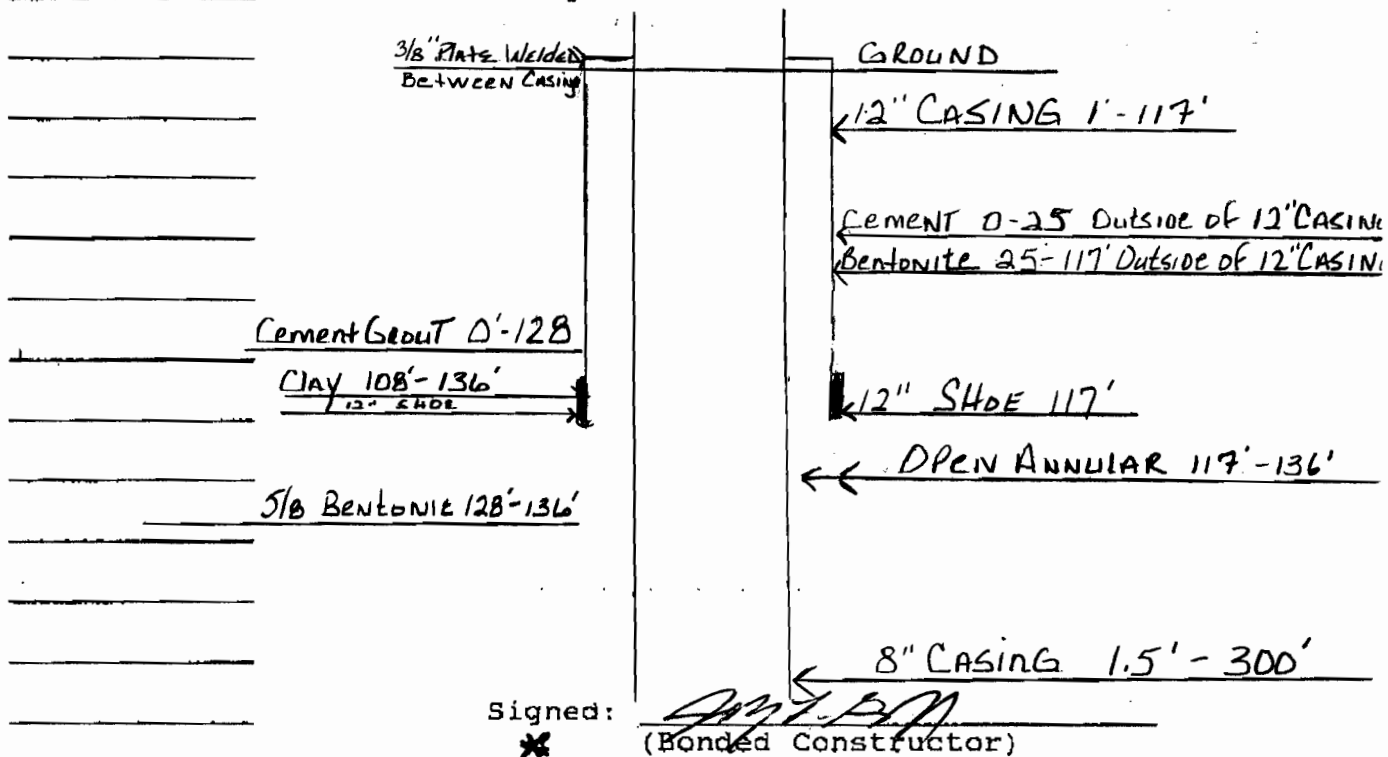 3/8" Plate Welded
Between Casing
GROUND
12" CASING 1'-117'
Cement 0-25 Outside of 12" CASING
Bentonite 25-117' Outside of 12" CASIN
Cement Grout 0'-128
Clay 108'-136'
12" SHOE
12" SHOE 117'
OPEN ANNULAR 117'-136'
5/8 Bentonite 128'-136'
8" CASING 1.5'-300'
Signed:
(Bonded Constructor)